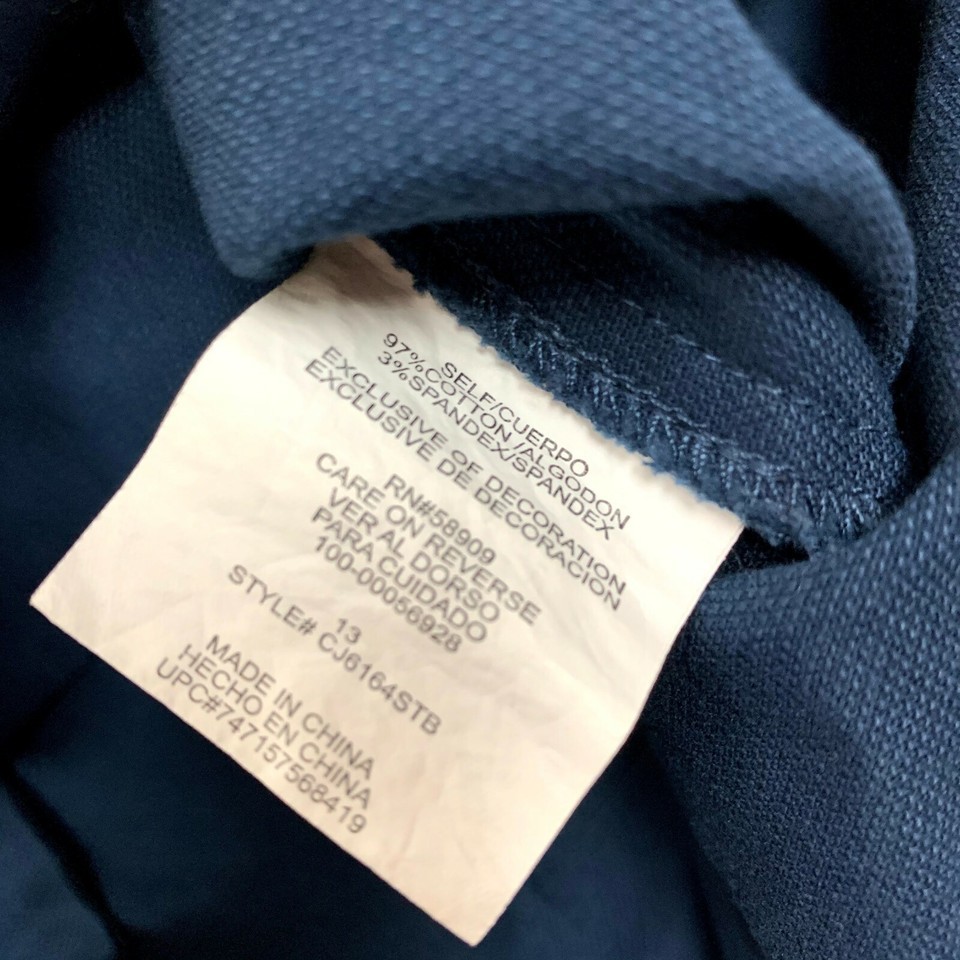 SELF/CUERPO
97%COTTON/ALGODON
3%SPANDEX/SPANDEX
EXCLUSIVE OF DECORATION
EXCLUSIVE DE DECORACION
RN#58909
CARE ON REVERSE
VER AL DORSO
PARA CUIDADO
100-00056928
13
STYLE# CJ6164STB
MADE IN CHINA
HECHO EN CHINA
UPC#747157568419